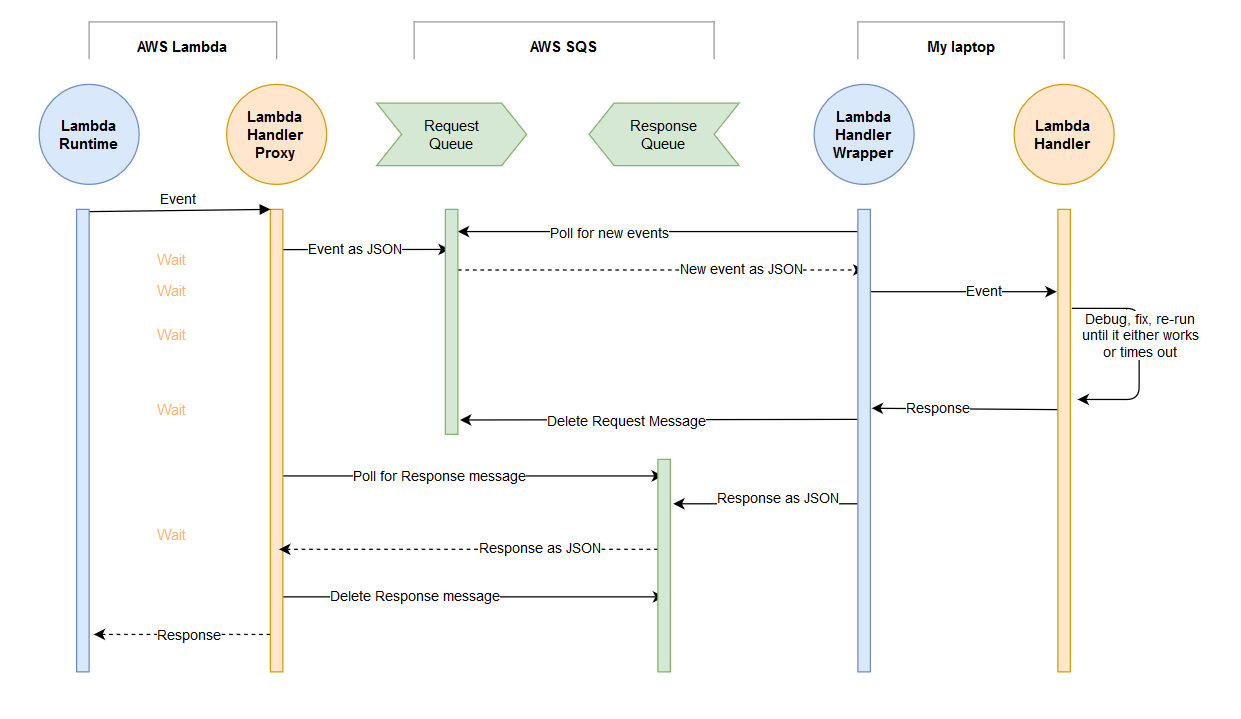 AWS Lambda
AWS SQS
My laptop
Lambda
Runtime
Lambda
Handler
Proxy
Request
Queue
Response
Queue
Lambda
Handler
Wrapper
Lambda
Handler
Event
Poll for new events
Event as JSON
Wait
New event as JSON
Wait
Event
Debug, fix, re-run
until it either works
or times out
Wait
Wait
Response
Delete Request Message
Poll for Response message
Response as JSON
Wait
Response as JSON
Delete Response message
Response